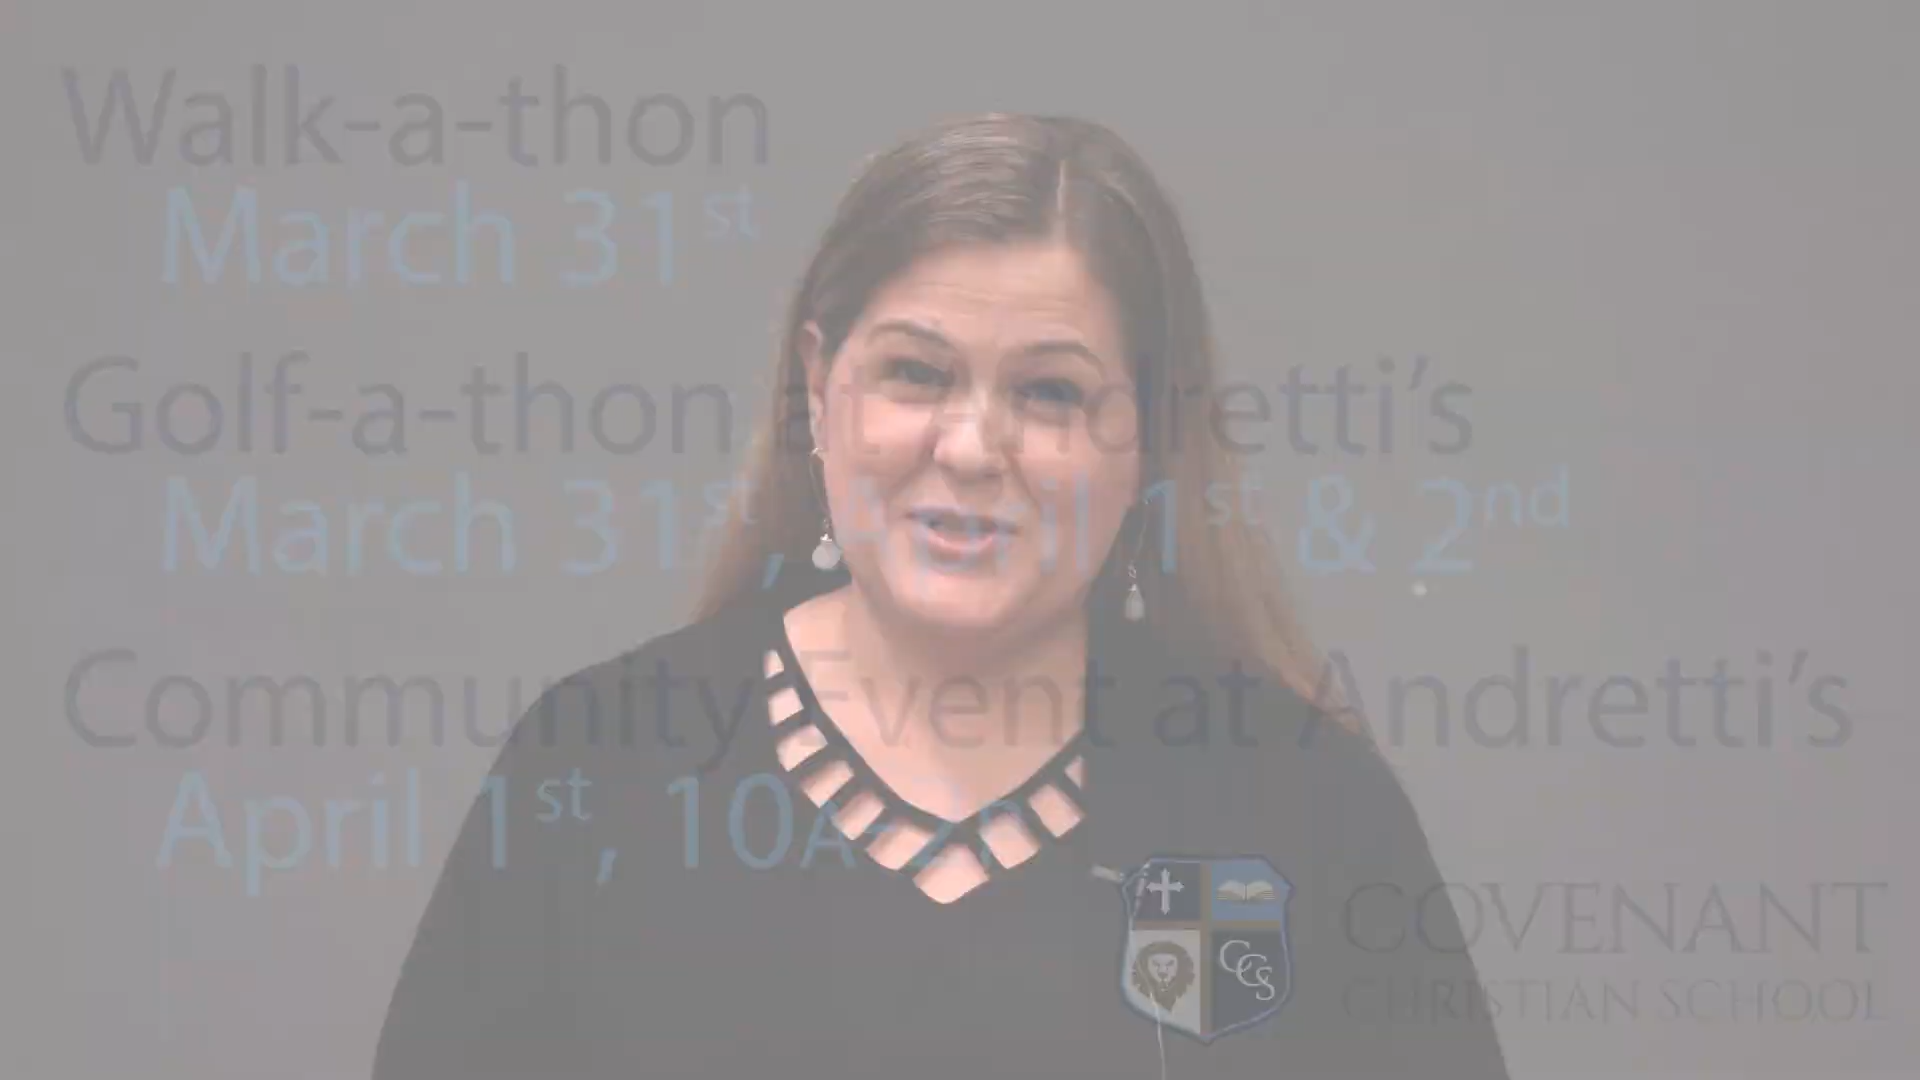 Walk-a-thon
March 31st
Golf-a-thon at Andretti's
March 31st, April 1st & 2nd
Community Event at Andretti's
April 1st, 10A-2P
CCS
COVENANT
CHRISTIAN SCHOOL